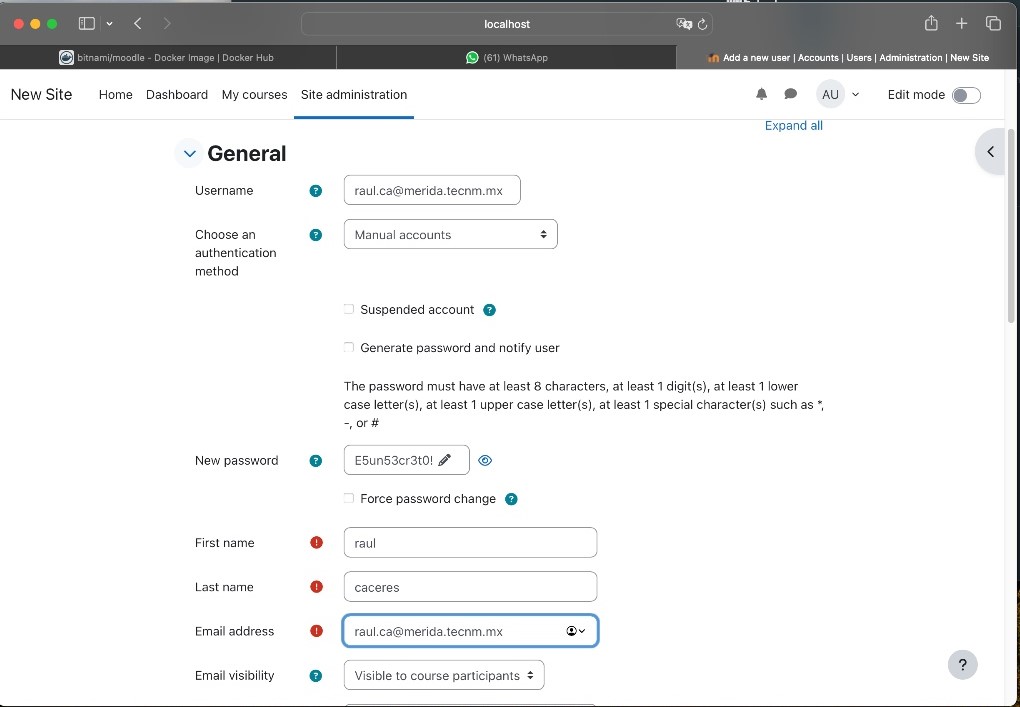 localhost
bitnami/moodle - Docker Image | Docker Hub
(61) WhatsApp
Add a new user | Accounts | Users | Administration | New Site
New Site
Home
Dashboard
My courses
Site administration
AU
Edit mode
Expand all
General
Username
?
raul.ca@merida.tecnm.mx
Choose an
authentication
method
?
Manual accounts
Suspended account
?
Generate password and notify user
The password must have at least 8 characters, at least 1 digit(s), at least 1 lower
case letter(s), at least 1 upper case letter(s), at least 1 special character(s) such as *,
-, or #
New password
?
E5un53cr3t0!
Force password change
?
First name
!
raul
Last name
!
caceres
Email address
!
raul.ca@merida.tecnm.mx
Email visibility
?
Visible to course participants
?